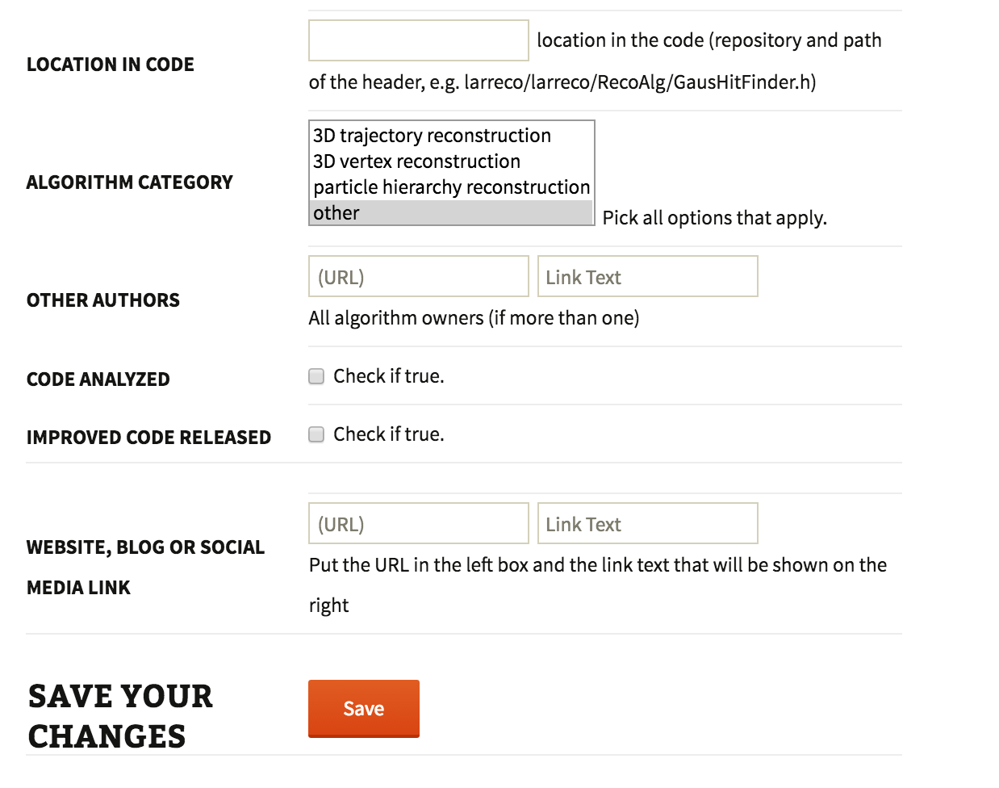 LOCATION IN CODE
location in the code (repository and path
of the header, e.g. larreco/larreco/RecoAlg/GausHitFinder.h)
ALGORITHM CATEGORY
3D trajectory reconstruction
3D vertex reconstruction
particle hierarchy reconstruction
other
Pick all options that apply.
OTHER AUTHORS
(URL)
Link Text
All algorithm owners (if more than one)
CODE ANALYZED
Check if true.
IMPROVED CODE RELEASED
Check if true.
WEBSITE, BLOG OR SOCIAL
MEDIA LINK
(URL)
Link Text
Put the URL in the left box and the link text that will be shown on the
right
SAVE YOUR
CHANGES
Save